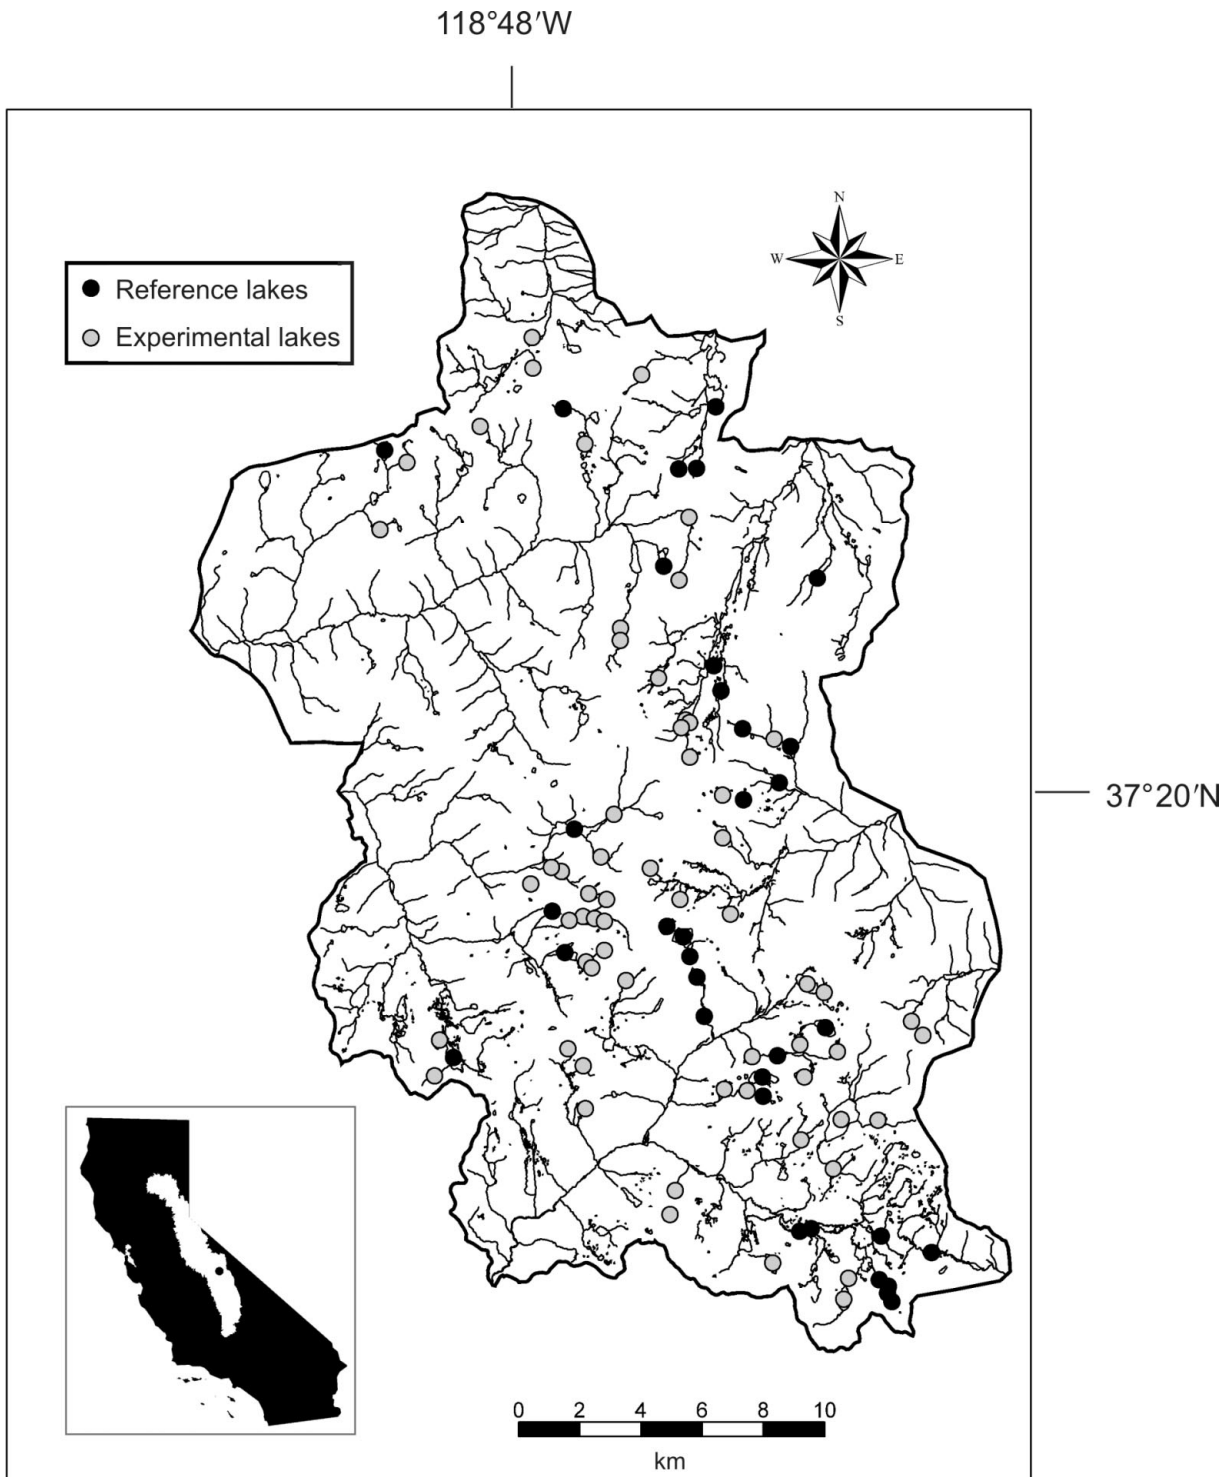 118°48′W
N
W E
S
Reference lakes
Experimental lakes
37°20′N
0 2 4 6 8 10
km